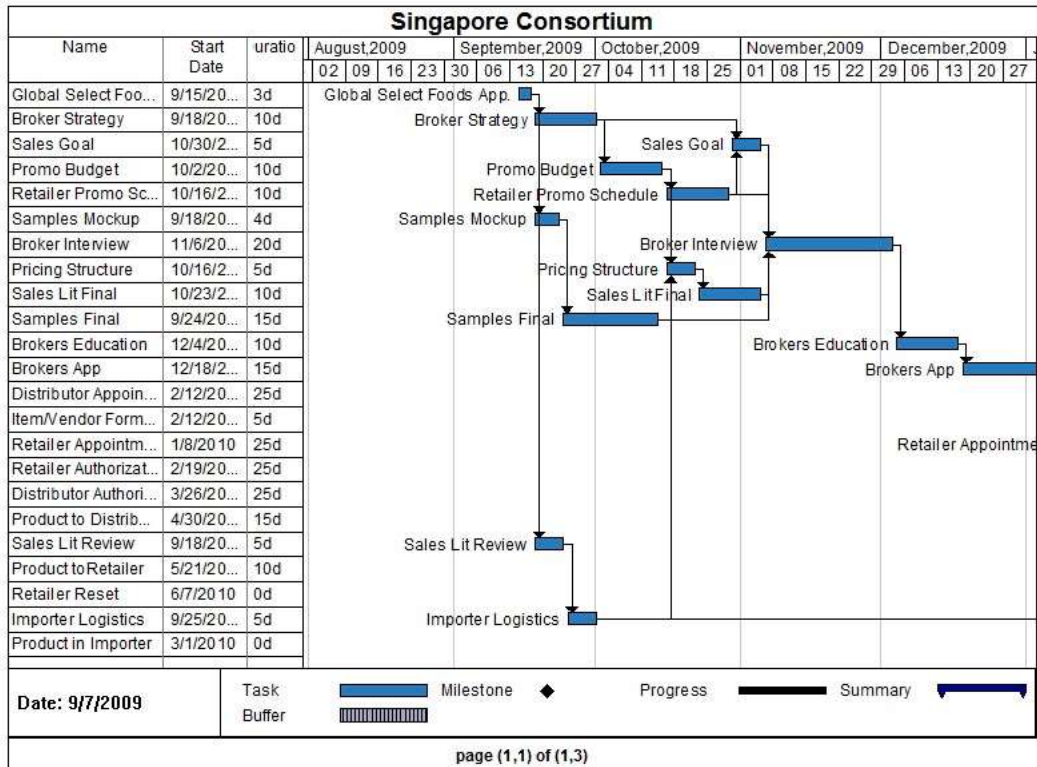 Singapore Consortium
Name Start Date uratio August,2009 September,2009 October,2009 November,2009 December,2009 J
02 09 16 23 30 06 13 20 27 04 11 18 25 01 08 15 22 29 06 13 20 27
Global Select Foo... 9/15/20... 3d Global Select Foods App.
Broker Strategy 9/18/20... 10d Broker Strategy
Sales Goal 10/30/2... 5d Sales Goal
Promo Budget 10/2/20... 10d Promo Budget
Retailer Promo Sc... 10/16/2... 10d Retailer Promo Schedule
Samples Mockup 9/18/20... 4d Samples Mockup
Broker Interview 11/6/20... 20d Broker Interview
Pricing Structure 10/16/2... 5d Pricing Structure
Sales Lit Final 10/23/2... 10d Sales Lit Final
Samples Final 9/24/20... 15d Samples Final
Brokers Education 12/4/20... 10d Brokers Education
Brokers App 12/18/2... 15d Brokers App
Distributor Appoin... 2/12/20... 25d
Item/Vendor Form... 2/12/20... 5d
Retailer Appointm... 1/8/2010 25d Retailer Appointme
Retailer Authorizat... 2/19/20... 25d
Distributor Authori... 3/26/20... 25d
Product to Distrib... 4/30/20... 15d
Sales Lit Review 9/18/20... 5d Sales Lit Review
Product to Retailer 5/21/20... 10d
Retailer Reset 6/7/2010 0d
Importer Logistics 9/25/20... 5d Importer Logistics
Product in Importer 3/1/2010 0d
Date: 9/7/2009 Task Milestone Progress Summary
Buffer
page (1,1) of (1,3)